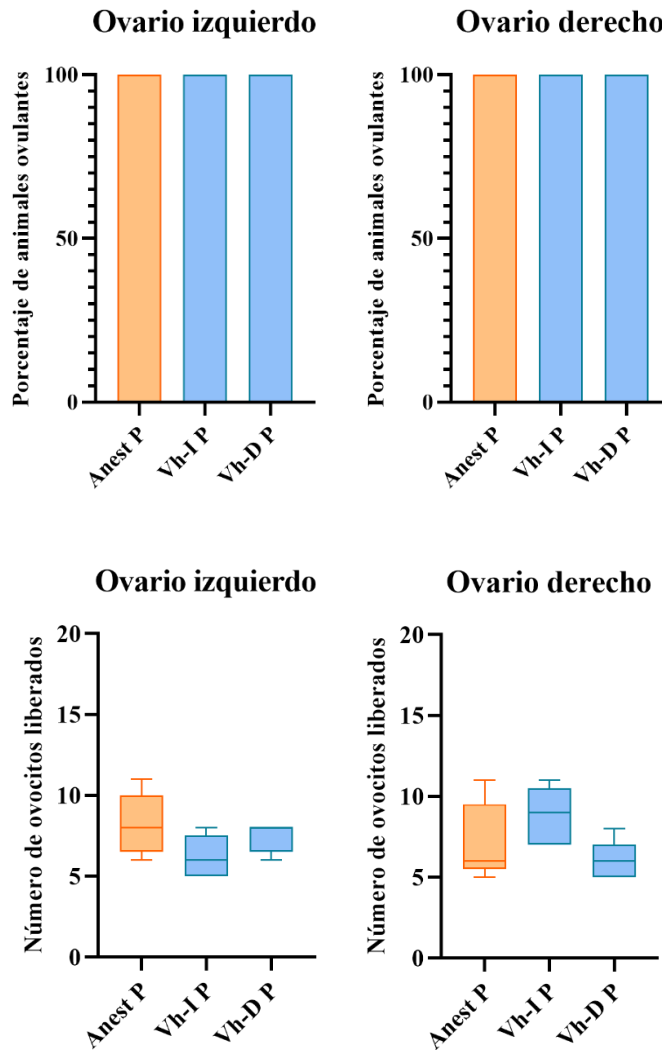 Ovario izquierdo
Porcentaje de animales ovulantes
100
50
0
Anest P
Vh-I P
Vh-D P
Ovario derecho
Porcentaje de animales ovulantes
100
50
0
Anest P
Vh-I P
Vh-D P
Ovario izquierdo
Número de ovocitos liberados
20
15
10
5
0
Anest P
Vh-I P
Vh-D P
Ovario derecho
Número de ovocitos liberados
20
15
10
5
0
Anest P
Vh-I P
Vh-D P